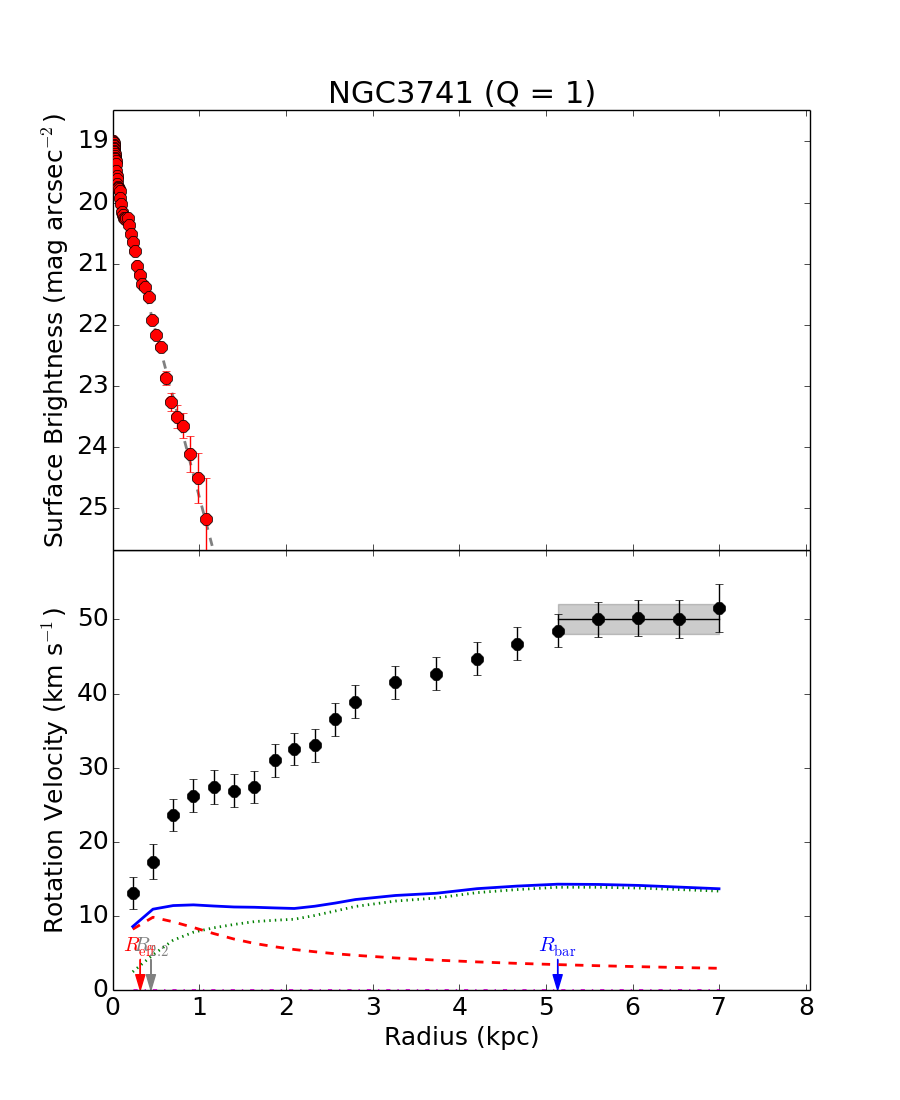 NGC3741 (Q = 1)
Surface Brightness (mag arcsec⁻²)
19
20
21
22
23
24
25
Rotation Velocity (km s⁻¹)
50
40
30
20
10
0
R_eff
R_bar
0 1 2 3 4 5 6 7 8
Radius (kpc)